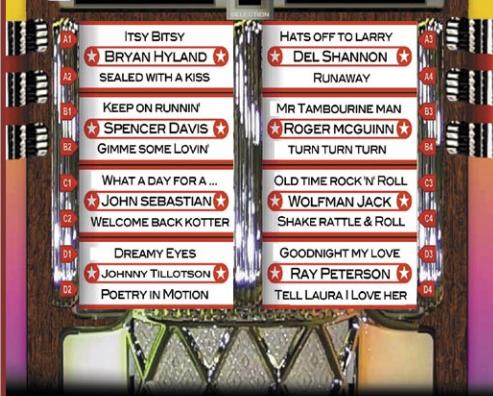 SELECTION
A1
ITSY BITSY
BRYAN HYLAND
A2
SEALED WITH A KISS
HATS OFF TO LARRY
A3
DEL SHANNON
RUNAWAY
A4
B1
KEEP ON RUNNIN'
SPENCER DAVIS
B2
GIMME SOME LOVIN'
MR TAMBOURINE MAN
B3
ROGER MCGUINN
TURN TURN TURN
B4
C1
WHAT A DAY FOR A ...
JOHN SEBASTIAN
C2
WELCOME BACK KOTTER
OLD TIME ROCK 'N' ROLL
C3
WOLFMAN JACK
SHAKE RATTLE & ROLL
C4
D1
DREAMY EYES
JOHNNY TILLOTSON
D2
POETRY IN MOTION
GOODNIGHT MY LOVE
D3
RAY PETERSON
TELL LAURA I LOVE HER
D4